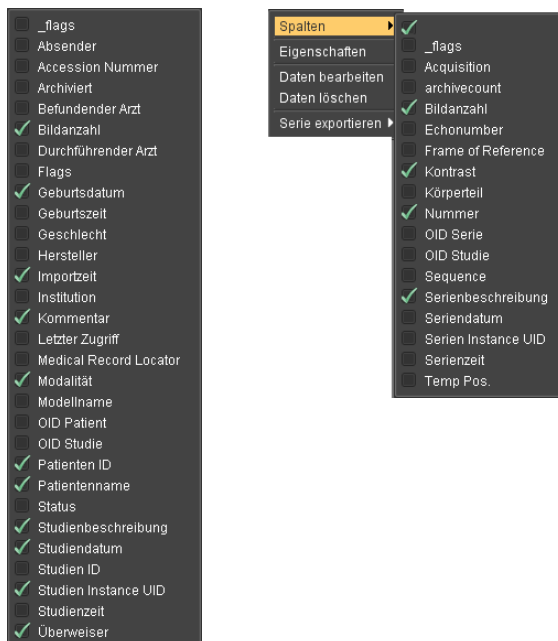 _flags
Absender
Accession Nummer
Archiviert
Befundender Arzt
Bildanzahl
Durchführender Arzt
Flags
Geburtsdatum
Geburtszeit
Geschlecht
Hersteller
Importzeit
Institution
Kommentar
Letzter Zugriff
Medical Record Locator
Modalität
Modellname
OID Patient
OID Studie
Patienten ID
Patientenname
Status
Studienbeschreibung
Studiendatum
Studien ID
Studien Instance UID
Studienzeit
Überweiser
Spalten
Eigenschaften
Daten bearbeiten
Daten löschen
Serie exportieren
_flags
Acquisition
archivecount
Bildanzahl
Echonumber
Frame of Reference
Kontrast
Körperteil
Nummer
OID Serie
OID Studie
Sequence
Serienbeschreibung
Seriendatum
Serien Instance UID
Serienzeit
Temp Pos.